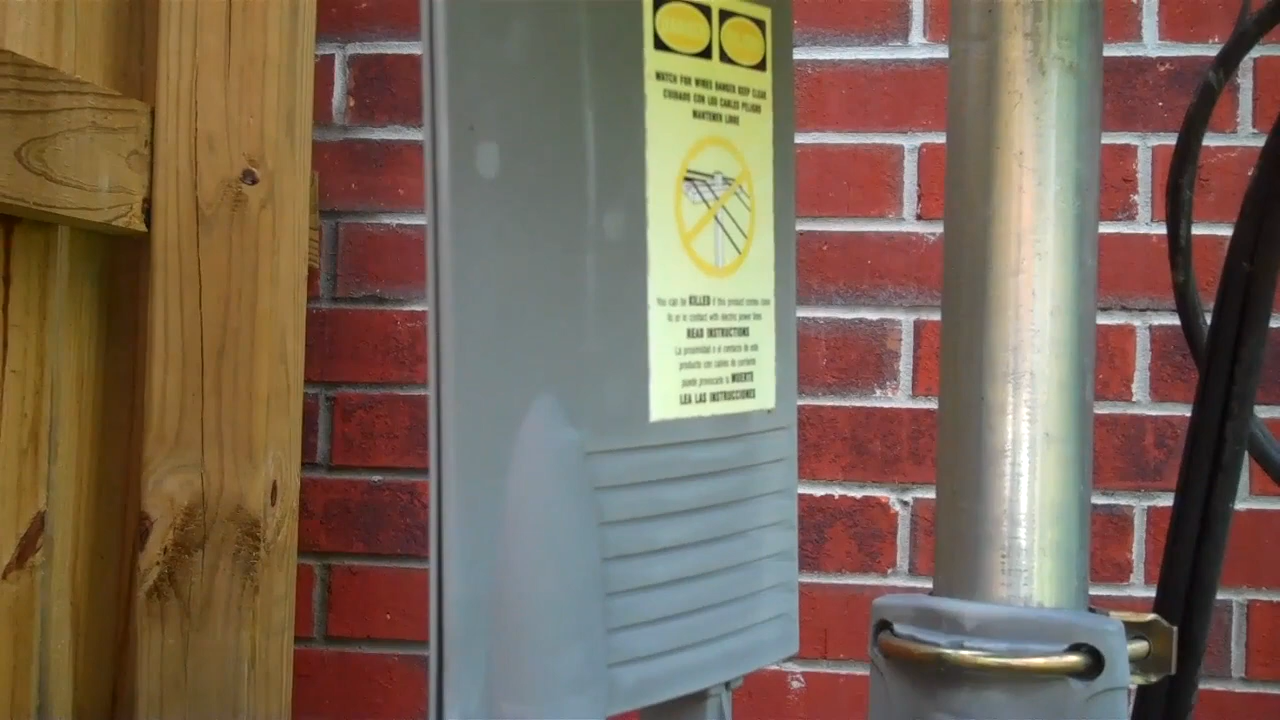 WATCH FOR WIRES DANGER KEEP CLEAR
CUIDADO CON LOS CABLES PELIGRO
MANTENER LIBRE
You can be KILLED if this product comes close
to or in contact with electric power lines
READ INSTRUCTIONS
La proximidad o el contacto de este
producto con cables de corriente
puede provocarle la MUERTE
LEA LAS INSTRUCCIONES